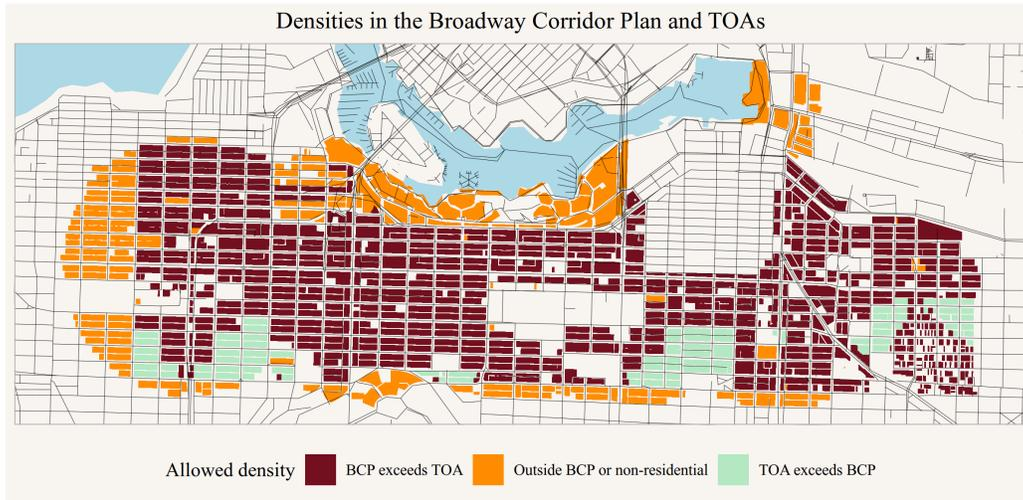 Densities in the Broadway Corridor Plan and TOAs
Allowed density BCP exceeds TOA Outside BCP or non-residential TOA exceeds BCP